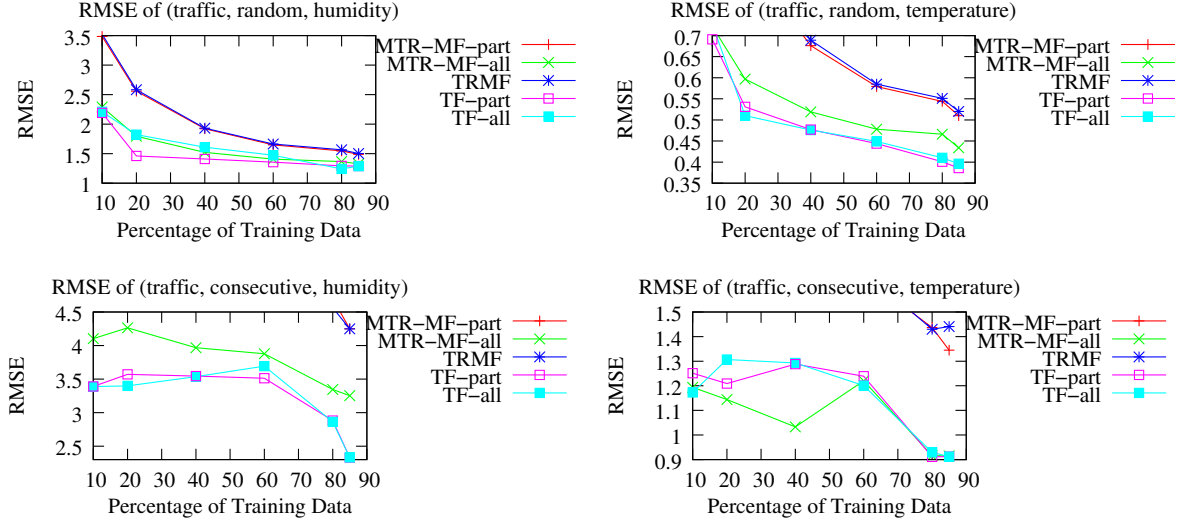 RMSE of (traffic, random, humidity)
RMSE
3.5
3
2.5
2
1.5
1
10 20 30 40 50 60 70 80 90
Percentage of Training Data
MTR-MF-part
MTR-MF-all
TRMF
TF-part
TF-all
RMSE of (traffic, random, temperature)
RMSE
0.7
0.65
0.6
0.55
0.5
0.45
0.4
0.35
10 20 30 40 50 60 70 80 90
Percentage of Training Data
MTR-MF-part
MTR-MF-all
TRMF
TF-part
TF-all
RMSE of (traffic, consecutive, humidity)
RMSE
4.5
4
3.5
3
2.5
10 20 30 40 50 60 70 80 90
Percentage of Training Data
MTR-MF-part
MTR-MF-all
TRMF
TF-part
TF-all
RMSE of (traffic, consecutive, temperature)
RMSE
1.5
1.4
1.3
1.2
1.1
1
0.9
10 20 30 40 50 60 70 80 90
Percentage of Training Data
MTR-MF-part
MTR-MF-all
TRMF
TF-part
TF-all